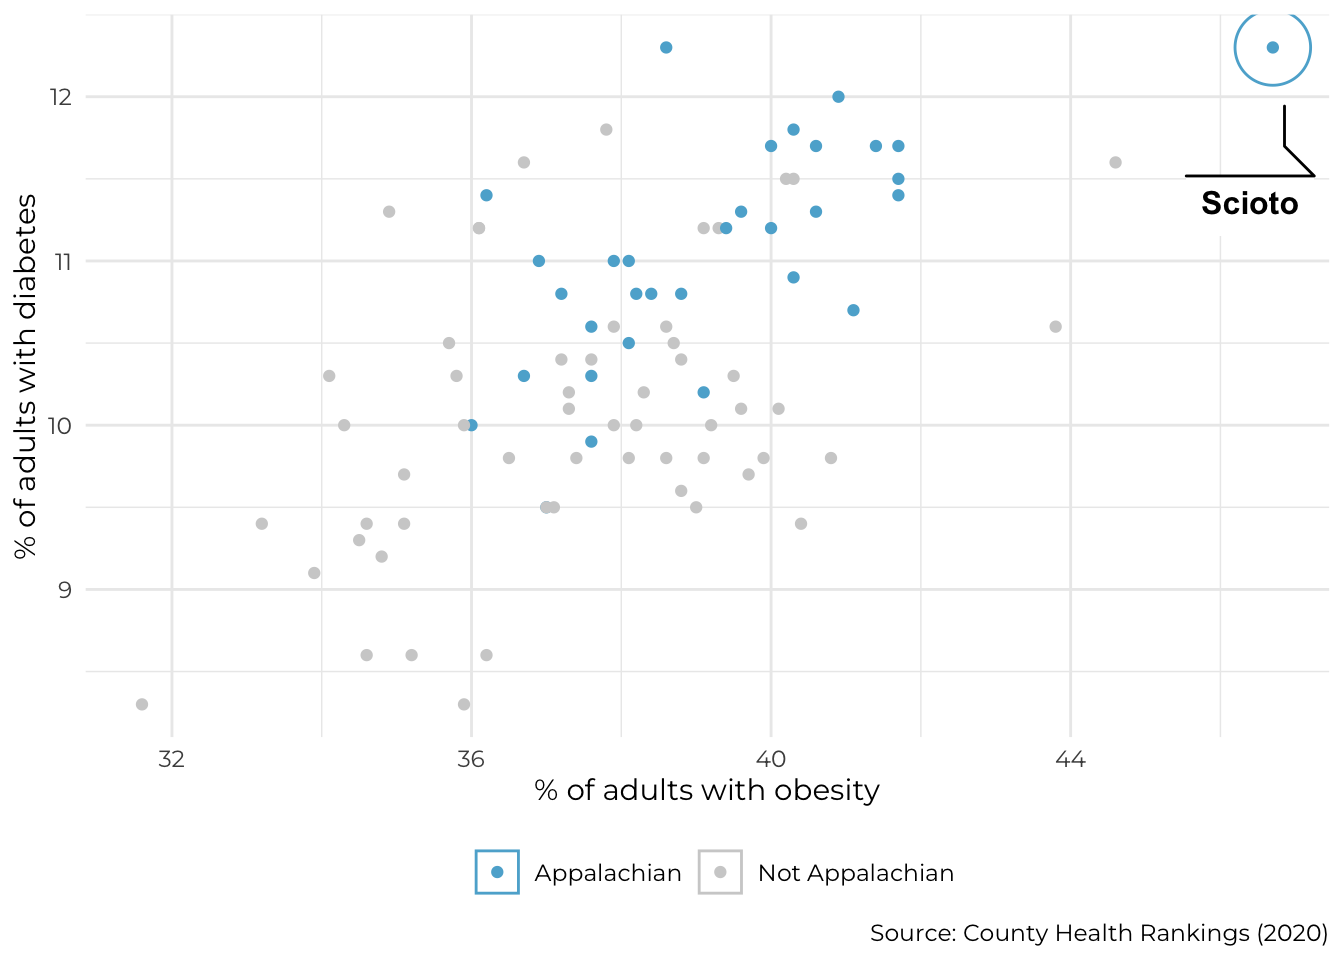 % of adults with diabetes
12
11
10
9
Scioto
32 36 40 44
% of adults with obesity
Appalachian Not Appalachian
Source: County Health Rankings (2020)